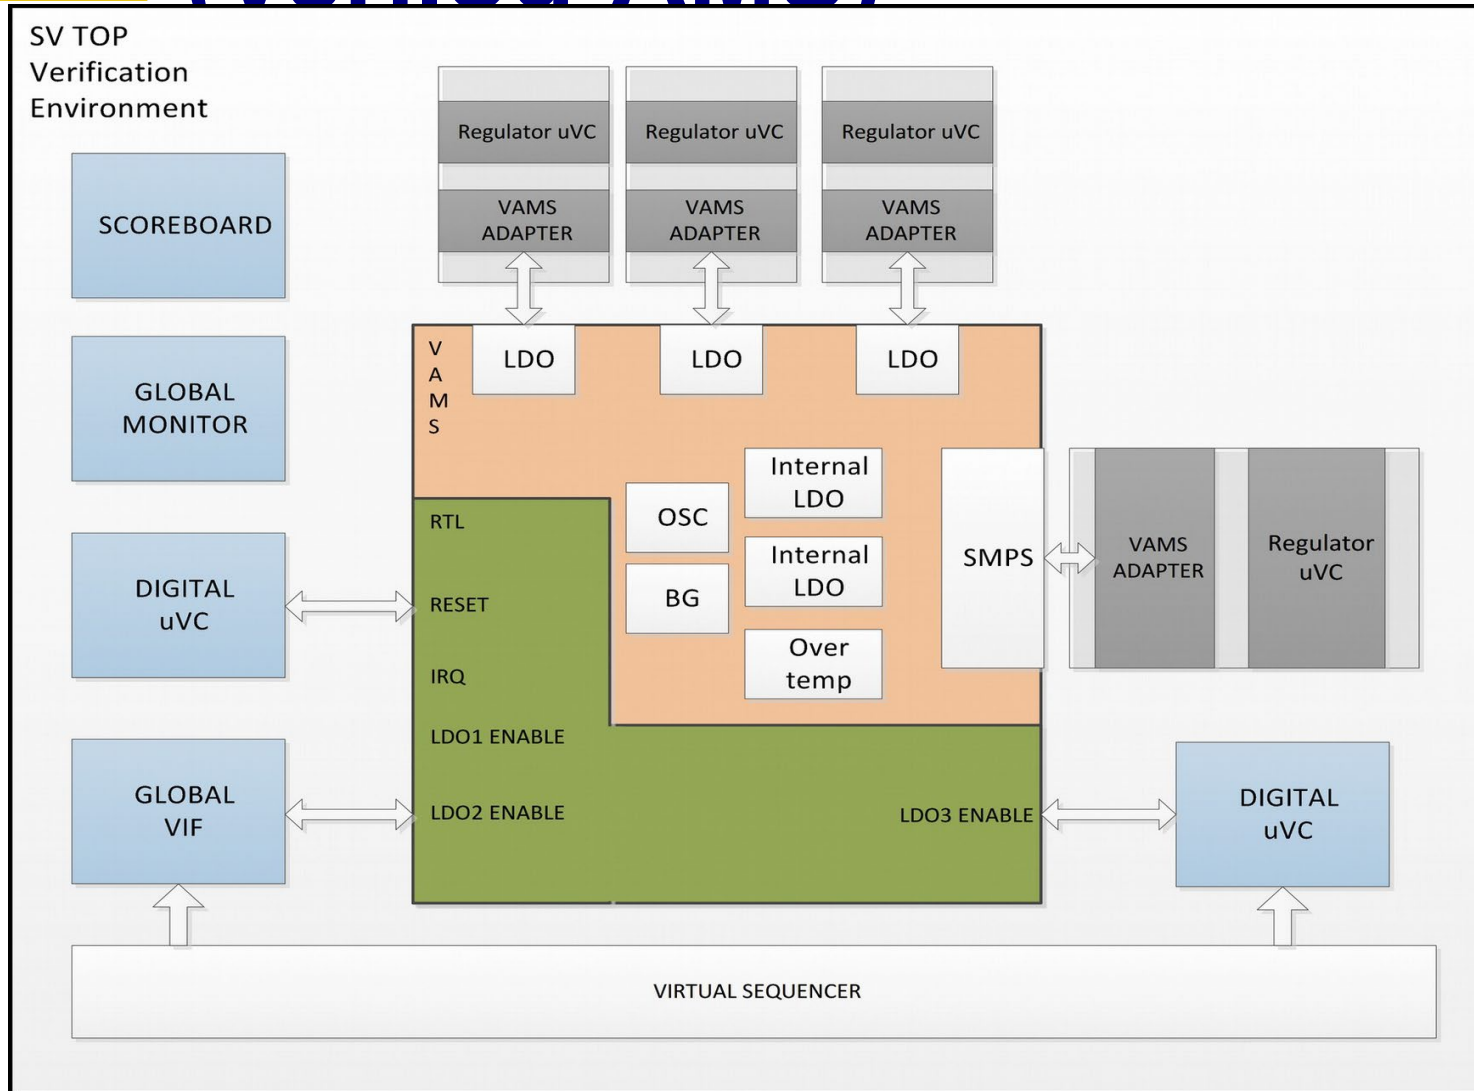 SV TOP
Verification
Environment
Regulator uVC
Regulator uVC
Regulator uVC
VAMS
ADAPTER
VAMS
ADAPTER
VAMS
ADAPTER
SCOREBOARD
GLOBAL
MONITOR
DIGITAL
uVC
GLOBAL
VIF
V
A
M
S
LDO
LDO
LDO
Internal
LDO
OSC
Internal
LDO
BG
Over
temp
SMPS
VAMS
ADAPTER
Regulator
uVC
RTL
RESET
IRQ
LDO1 ENABLE
LDO2 ENABLE
LDO3 ENABLE
DIGITAL
uVC
VIRTUAL SEQUENCER